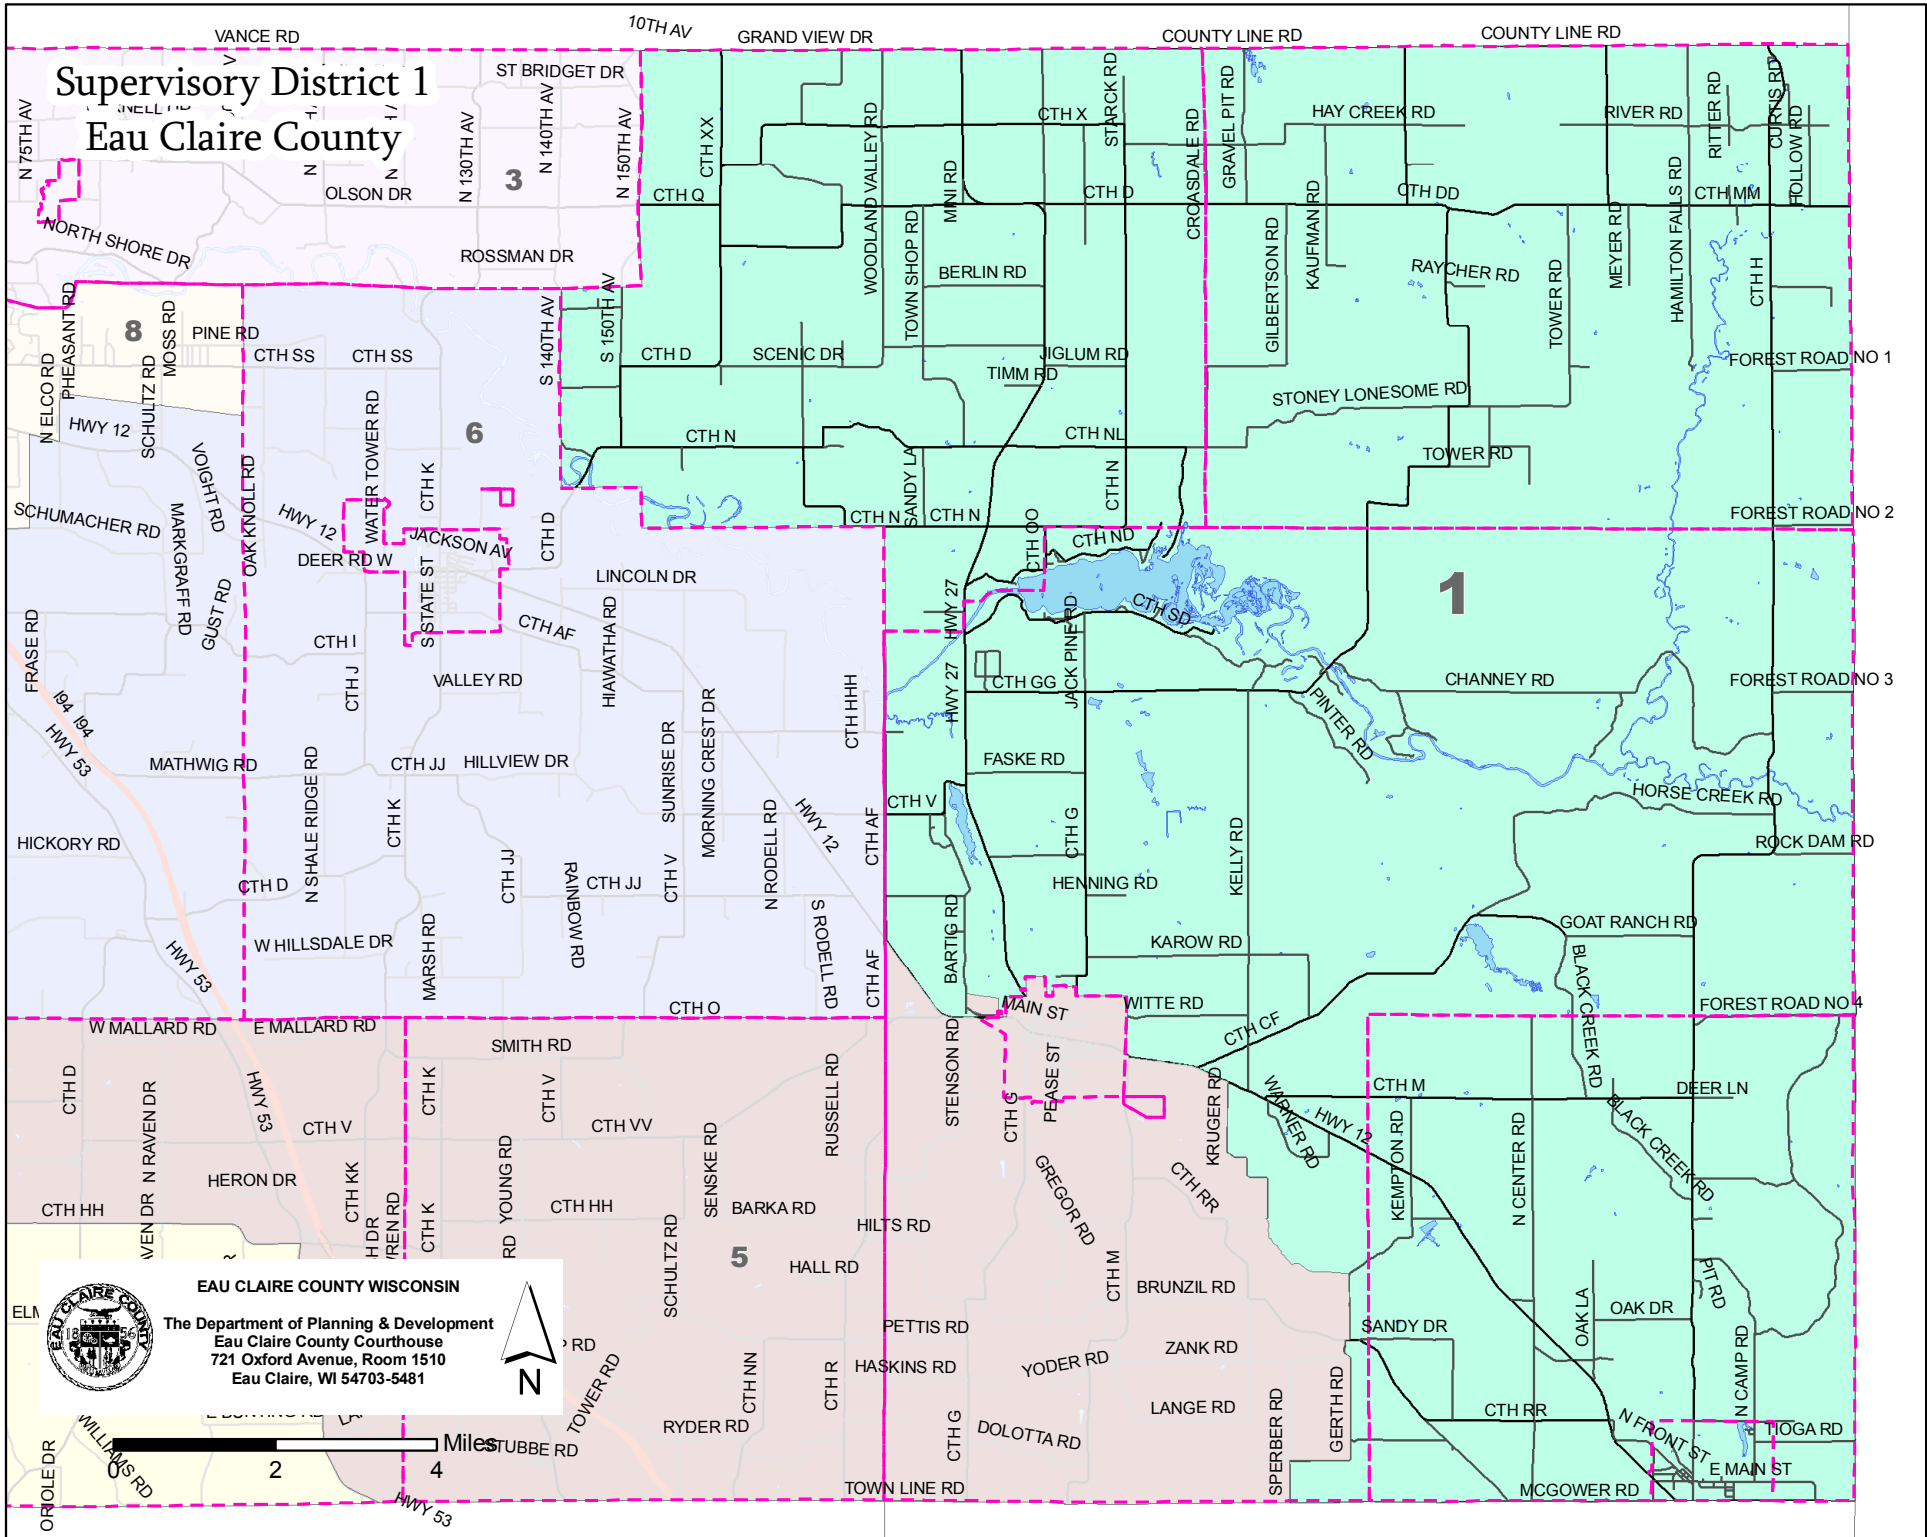 VANCE RD
10TH AV
GRAND VIEW DR
COUNTY LINE RD
COUNTY LINE RD
Supervisory District 1
Eau Claire County
ST BRIDGET DR
N 75TH AV
N 130TH AV
N 140TH AV
N 150TH AV
3
OLSON DR
NORTH SHORE DR
ROSSMAN DR
CTH XX
CTH Q
WOODLAND VALLEY RD
MINI RD
TOWN SHOP RD
CTH X
STARCK RD
CTH D
CROASDALE RD
GRAVEL PIT RD
HAY CREEK RD
RIVER RD
RITTER RD
CURTIS RD
HOLLOW RD
KAUFMAN RD
CTH DD
CTH MM
HAMILTON FALLS RD
MEYER RD
GILBERTSON RD
RAYCHER RD
TOWER RD
CTH H
BERLIN RD
8
PINE RD
MOSS RD
PHEASANT RD
N ELCO RD
SCHULTZ RD
CTH SS
CTH SS
S 140TH AV
S 150TH AV
CTH D
SCENIC DR
JIGLUM RD
TIMM RD
STONEY LONESOME RD
FOREST ROAD NO 1
HWY 12
VOIGHT RD
OAK KNOLL RD
WATER TOWER RD
CTH K
6
CTH N
CTH NL
TOWER RD
SANDY LA
CTH N
CTH N
CTH N
FOREST ROAD NO 2
SCHUMACHER RD
MARKGRAFF RD
GUST RD
HWY 12
JACKSON AV
DEER RD W
S STATE ST
CTH D
LINCOLN DR
CTH OO
CTH ND
1
HWY 27
JACK PINE RD
CTH SD
FRASE RD
CTH I
CTH J
CTH AF
HIAWATHA RD
VALLEY RD
CTH HHH
HWY 27
CTH GG
CHANNEY RD
FOREST ROAD NO 3
PINTER RD
I94
I94
HWY 53
MATHWIG RD
N SHALE RIDGE RD
CTH JJ
HILLVIEW DR
SUNRISE DR
MORNING CREST DR
FASKE RD
CTH K
HWY 12
CTH V
N RODELL RD
CTH AF
CTH G
KELLY RD
HORSE CREEK RD
ROCK DAM RD
HICKORY RD
CTH D
CTH JJ
RAINBOW RD
CTH JJ
CTH V
HENNING RD
S RODELL RD
W HILLSDALE DR
MARSH RD
BARTIG RD
KAROW RD
GOAT RANCH RD
HWY 53
CTH AF
BLACK CREEK RD
CTH O
MAIN ST
WITTE RD
FOREST ROAD NO 4
W MALLARD RD
E MALLARD RD
SMITH RD
CTH CF
STENSON RD
RUSSELL RD
CTH D
N RAVEN DR
HWY 53
CTH K
CTH V
CTH G
PEASE ST
KRUGER RD
WARNER RD
CTH M
DEER LN
HWY 12
KEMPTON RD
N CENTER RD
BLACK CREEK RD
CTH V
CTH VV
YOUNG RD
SENSKE RD
HERON DR
CTH KK
CTH HH
CTH K
CTH HH
BARKA RD
GREGOR RD
CTH RR
HILTS RD
SCHULTZ RD
5
HALL RD
CTH M
BRUNZIL RD
PIT RD
OAK LA
OAK DR
EAU CLAIRE COUNTY WISCONSIN
The Department of Planning & Development
Eau Claire County Courthouse
721 Oxford Avenue, Room 1510
Eau Claire, WI 54703-5481
EAU CLAIRE COUNTY
18 56
N
PETTIS RD
SANDY DR
TOWER RD
CTH NN
CTH R
HASKINS RD
YODER RD
ZANK RD
GERTH RD
SPERBER RD
N CAMP RD
LANGE RD
RYDER RD
CTH G
DOLOTTA RD
CTH RR
N FRONT ST
TIOGA RD
STUBBE RD
E MAIN ST
ORIOLE DR
WILLIAMS RD
Miles
0 2 4
HWY 53
TOWN LINE RD
MCGOWER RD